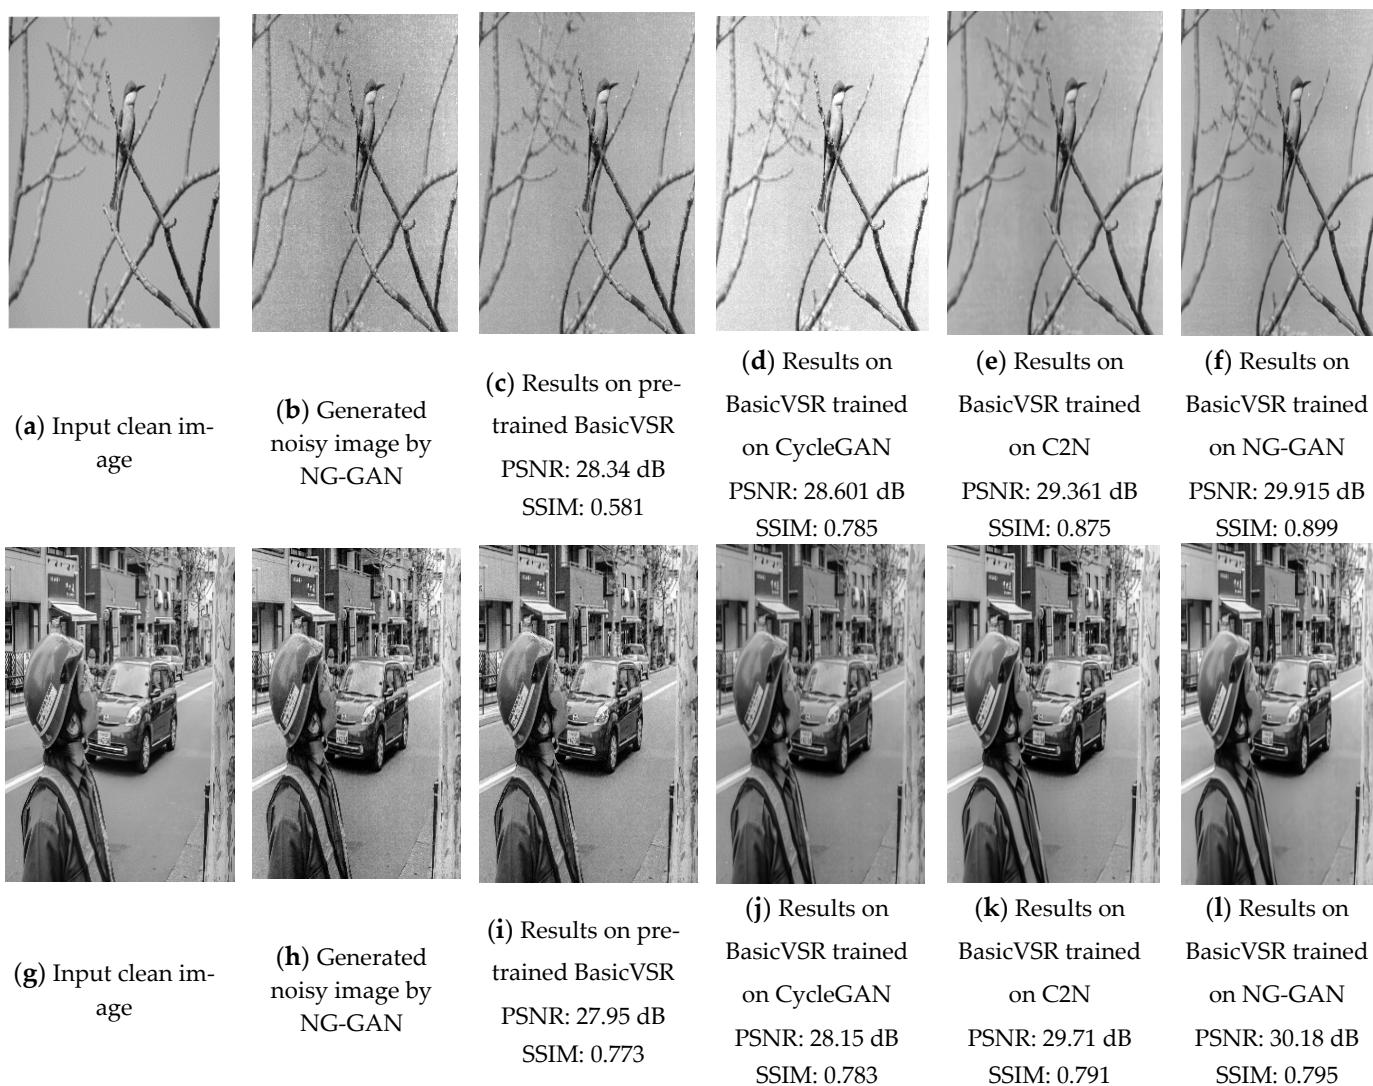 (a) Input clean im-
age
(b) Generated
noisy image by
NG-GAN
(c) Results on pre-
trained BasicVSR
PSNR: 28.34 dB
SSIM: 0.581
(d) Results on
BasicVSR trained
on CycleGAN
PSNR: 28.601 dB
SSIM: 0.785
(e) Results on
BasicVSR trained
on C2N
PSNR: 29.361 dB
SSIM: 0.875
(f) Results on
BasicVSR trained
on NG-GAN
PSNR: 29.915 dB
SSIM: 0.899
(g) Input clean im-
age
(h) Generated
noisy image by
NG-GAN
(i) Results on pre-
trained BasicVSR
PSNR: 27.95 dB
SSIM: 0.773
(j) Results on
BasicVSR trained
on CycleGAN
PSNR: 28.15 dB
SSIM: 0.783
(k) Results on
BasicVSR trained
on C2N
PSNR: 29.71 dB
SSIM: 0.791
(l) Results on
BasicVSR trained
on NG-GAN
PSNR: 30.18 dB
SSIM: 0.795